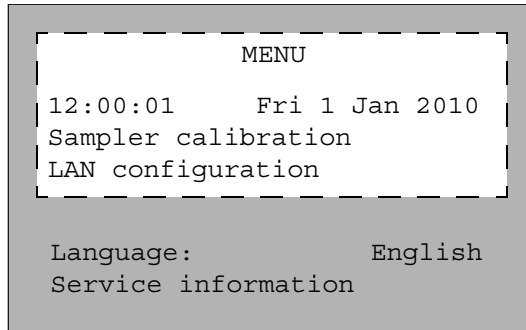 MENU
12:00:01 Fri 1 Jan 2010
Sampler calibration
LAN configuration
Language: English
Service information